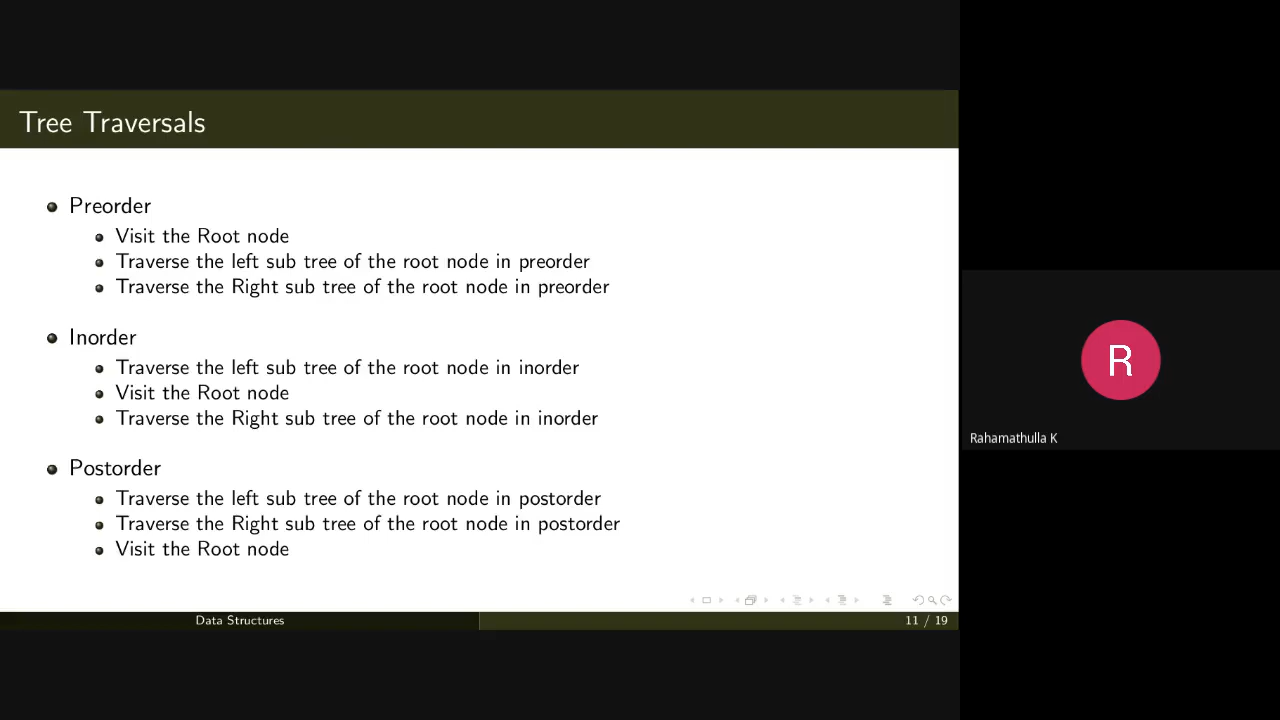 Tree Traversals
Preorder
Visit the Root node
Traverse the left sub tree of the root node in preorder
Traverse the Right sub tree of the root node in preorder
Inorder
Traverse the left sub tree of the root node in inorder
Visit the Root node
Traverse the Right sub tree of the root node in inorder
Postorder
Traverse the left sub tree of the root node in postorder
Traverse the Right sub tree of the root node in postorder
Visit the Root node
Data Structures
11 / 19
R
Rahamathulla K